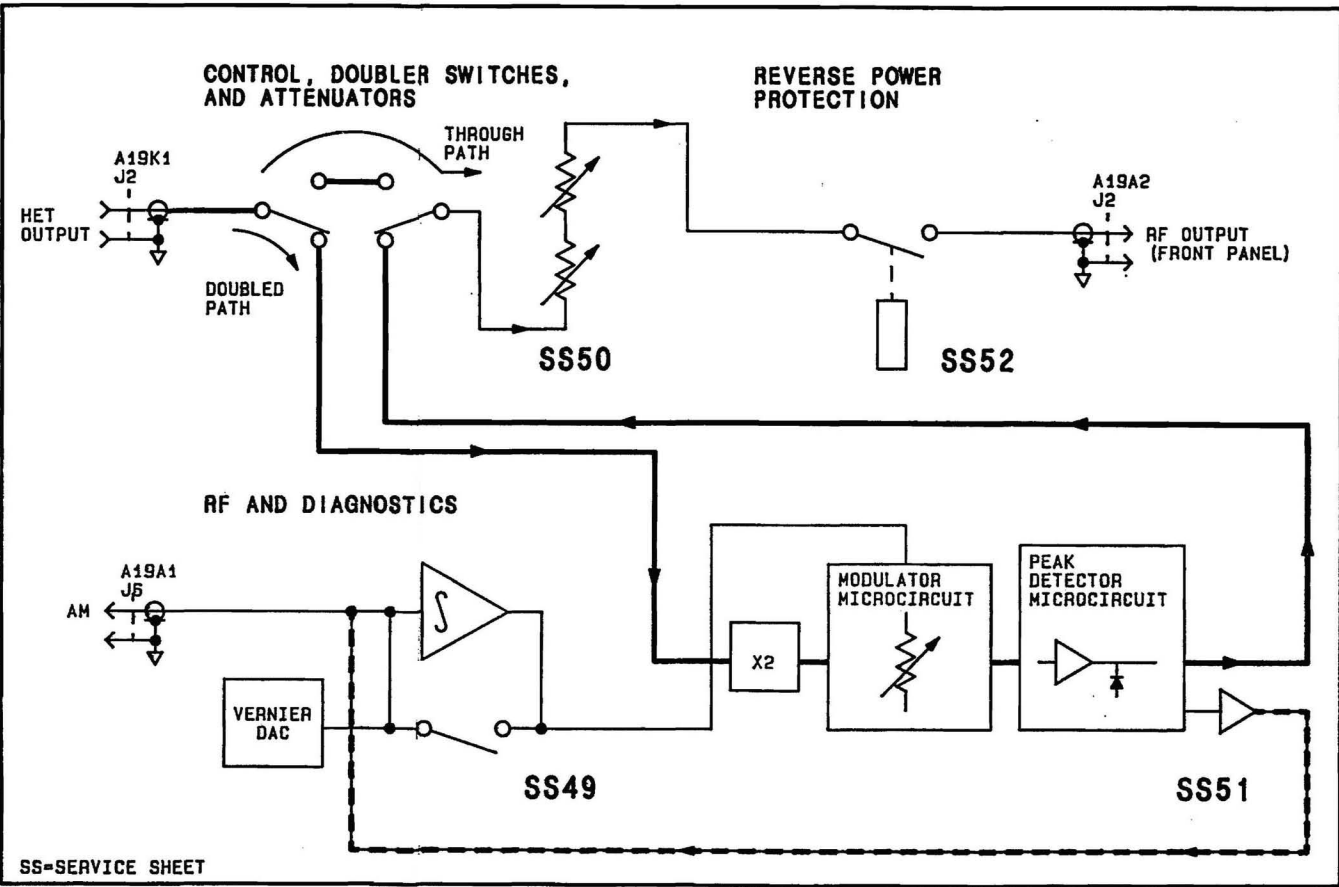 CONTROL, DOUBLER SWITCHES,
AND ATTENUATORS
REVERSE POWER
PROTECTION
THROUGH
PATH
A19K1
J2
HET
OUTPUT
DOUBLED
PATH
A19A2
J2
RF OUTPUT
(FRONT PANEL)
SS50
SS52
RF AND DIAGNOSTICS
A19A1
J5
AM
∫
VERNIER
DAC
SS49
X2
MODULATOR
MICROCIRCUIT
PEAK
DETECTOR
MICROCIRCUIT
SS51
SS=SERVICE SHEET